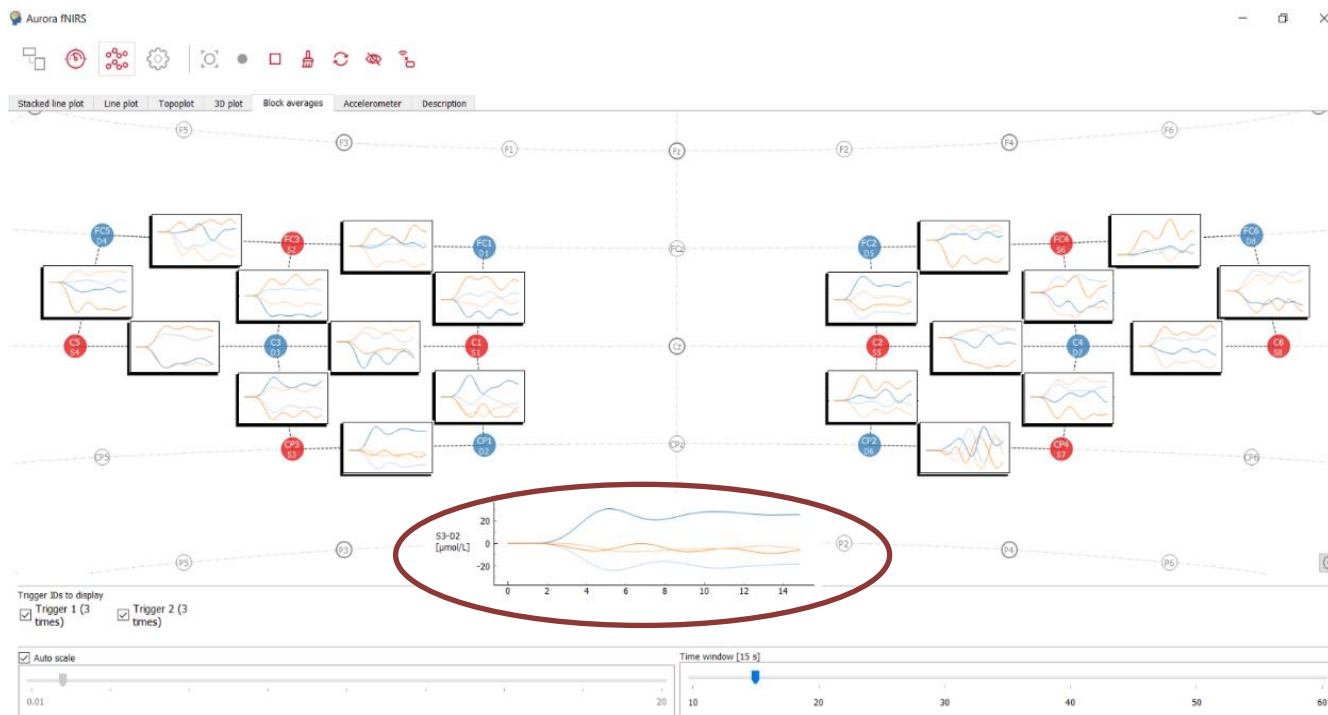 Aurora fNIRS
Stacked line plot Line plot Topoplot 3D plot Block averages Accelerometer Description
F5 F3 F1 Fz F2 F4 F6
FC5 D4 FC3 S2 FC1 D1 FCz FC2 D5 FC4 S6 FC6 D8
C5 S4 C3 D3 C1 S1 Cz C2 S5 C4 D7 C6 S8
CP5 CP3 S3 CP1 D2 CPz CP2 D6 CP4 S7 CP6
S3-D2
[µmol/L]
20
0
-20
0 2 4 6 8 10 12 14
P5 P3 P2 P4 P6
Trigger IDs to display
Trigger 1 (3 times) Trigger 2 (3 times)
Auto scale
0.01 20
Time window [15 s]
10 20 30 40 50 60